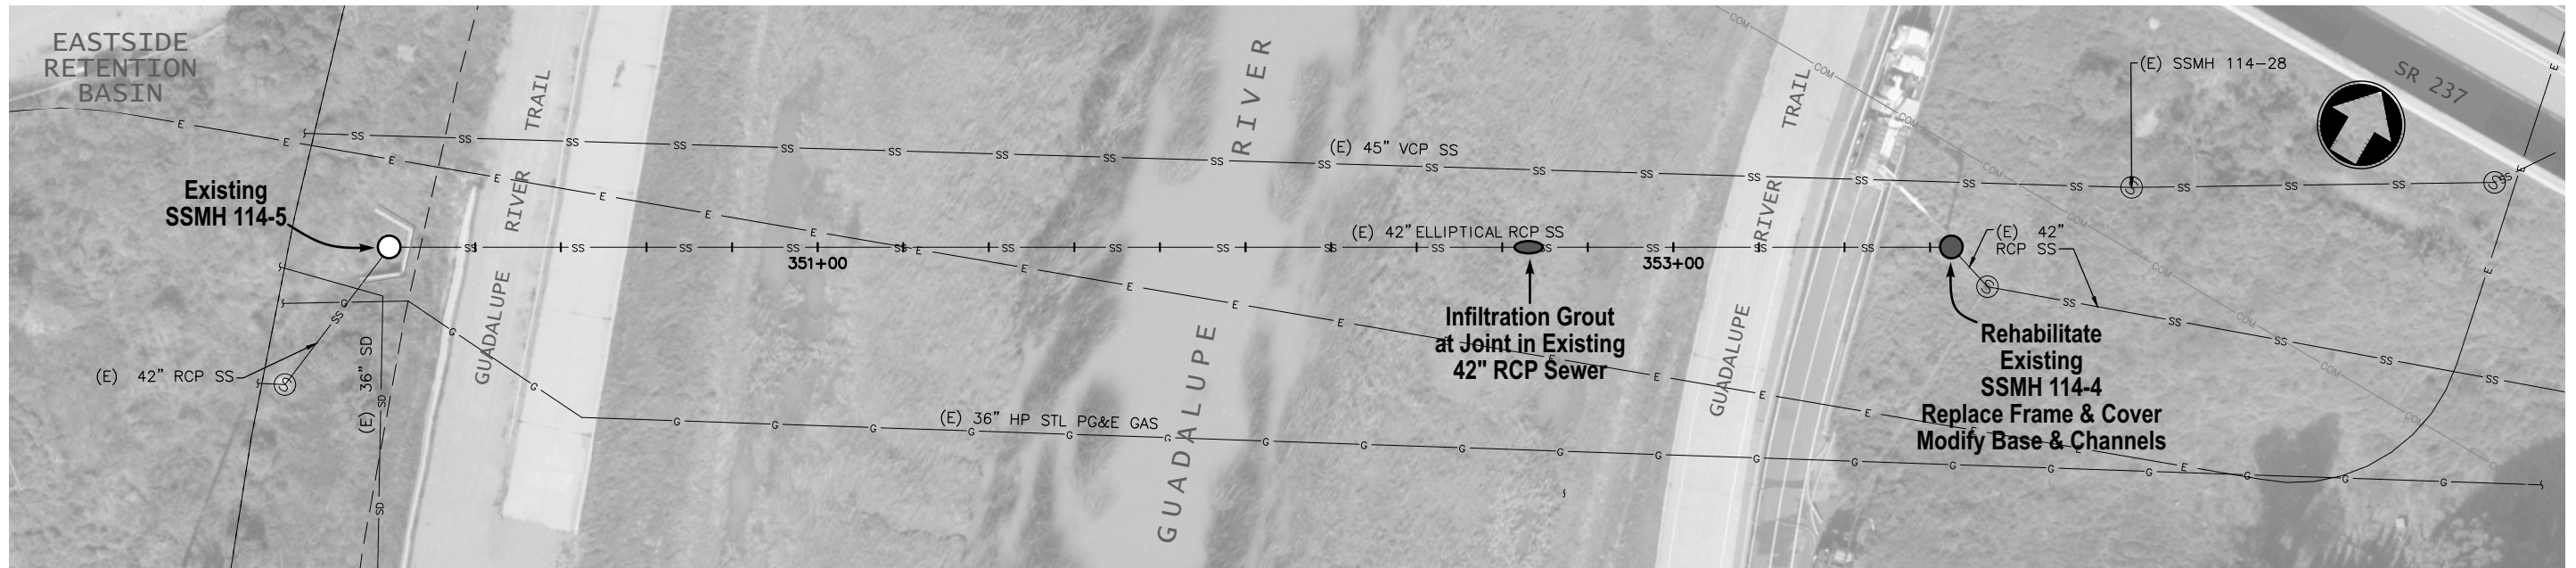 EASTSIDE
RETENTION
BASIN
Existing
SSMH 114-5
(E) 42" RCP SS
(E) 36" SD
GUADALUPE RIVER TRAIL
351+00
(E) 36" HP STL PG&E GAS
GUADALUPE RIVER
(E) 45" VCP SS
(E) 42" ELLIPTICAL RCP SS
Infiltration Grout
at Joint in Existing
42" RCP Sewer
353+00
GUADALUPE RIVER TRAIL
(E) SSMH 114-28
SR 237
(E) 42"
RCP SS
Rehabilitate
Existing
SSMH 114-4
Replace Frame & Cover
Modify Base & Channels